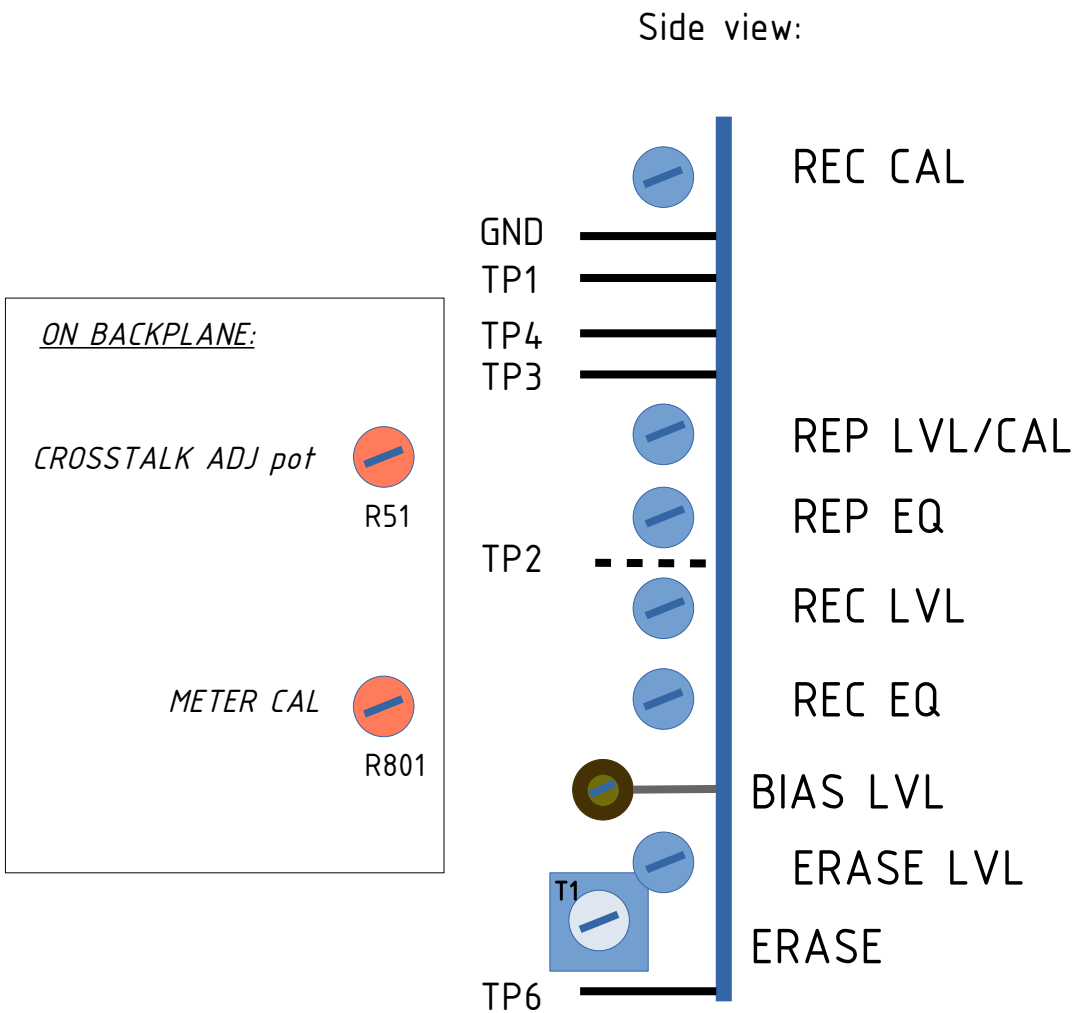 Side view:
REC CAL
GND
TP1
TP4
TP3
ON BACKPLANE:
CROSSTALK ADJ pot
R51
METER CAL
R801
REP LVL/CAL
REP EQ
TP2
REC LVL
REC EQ
BIAS LVL
ERASE LVL
T1
ERASE
TP6